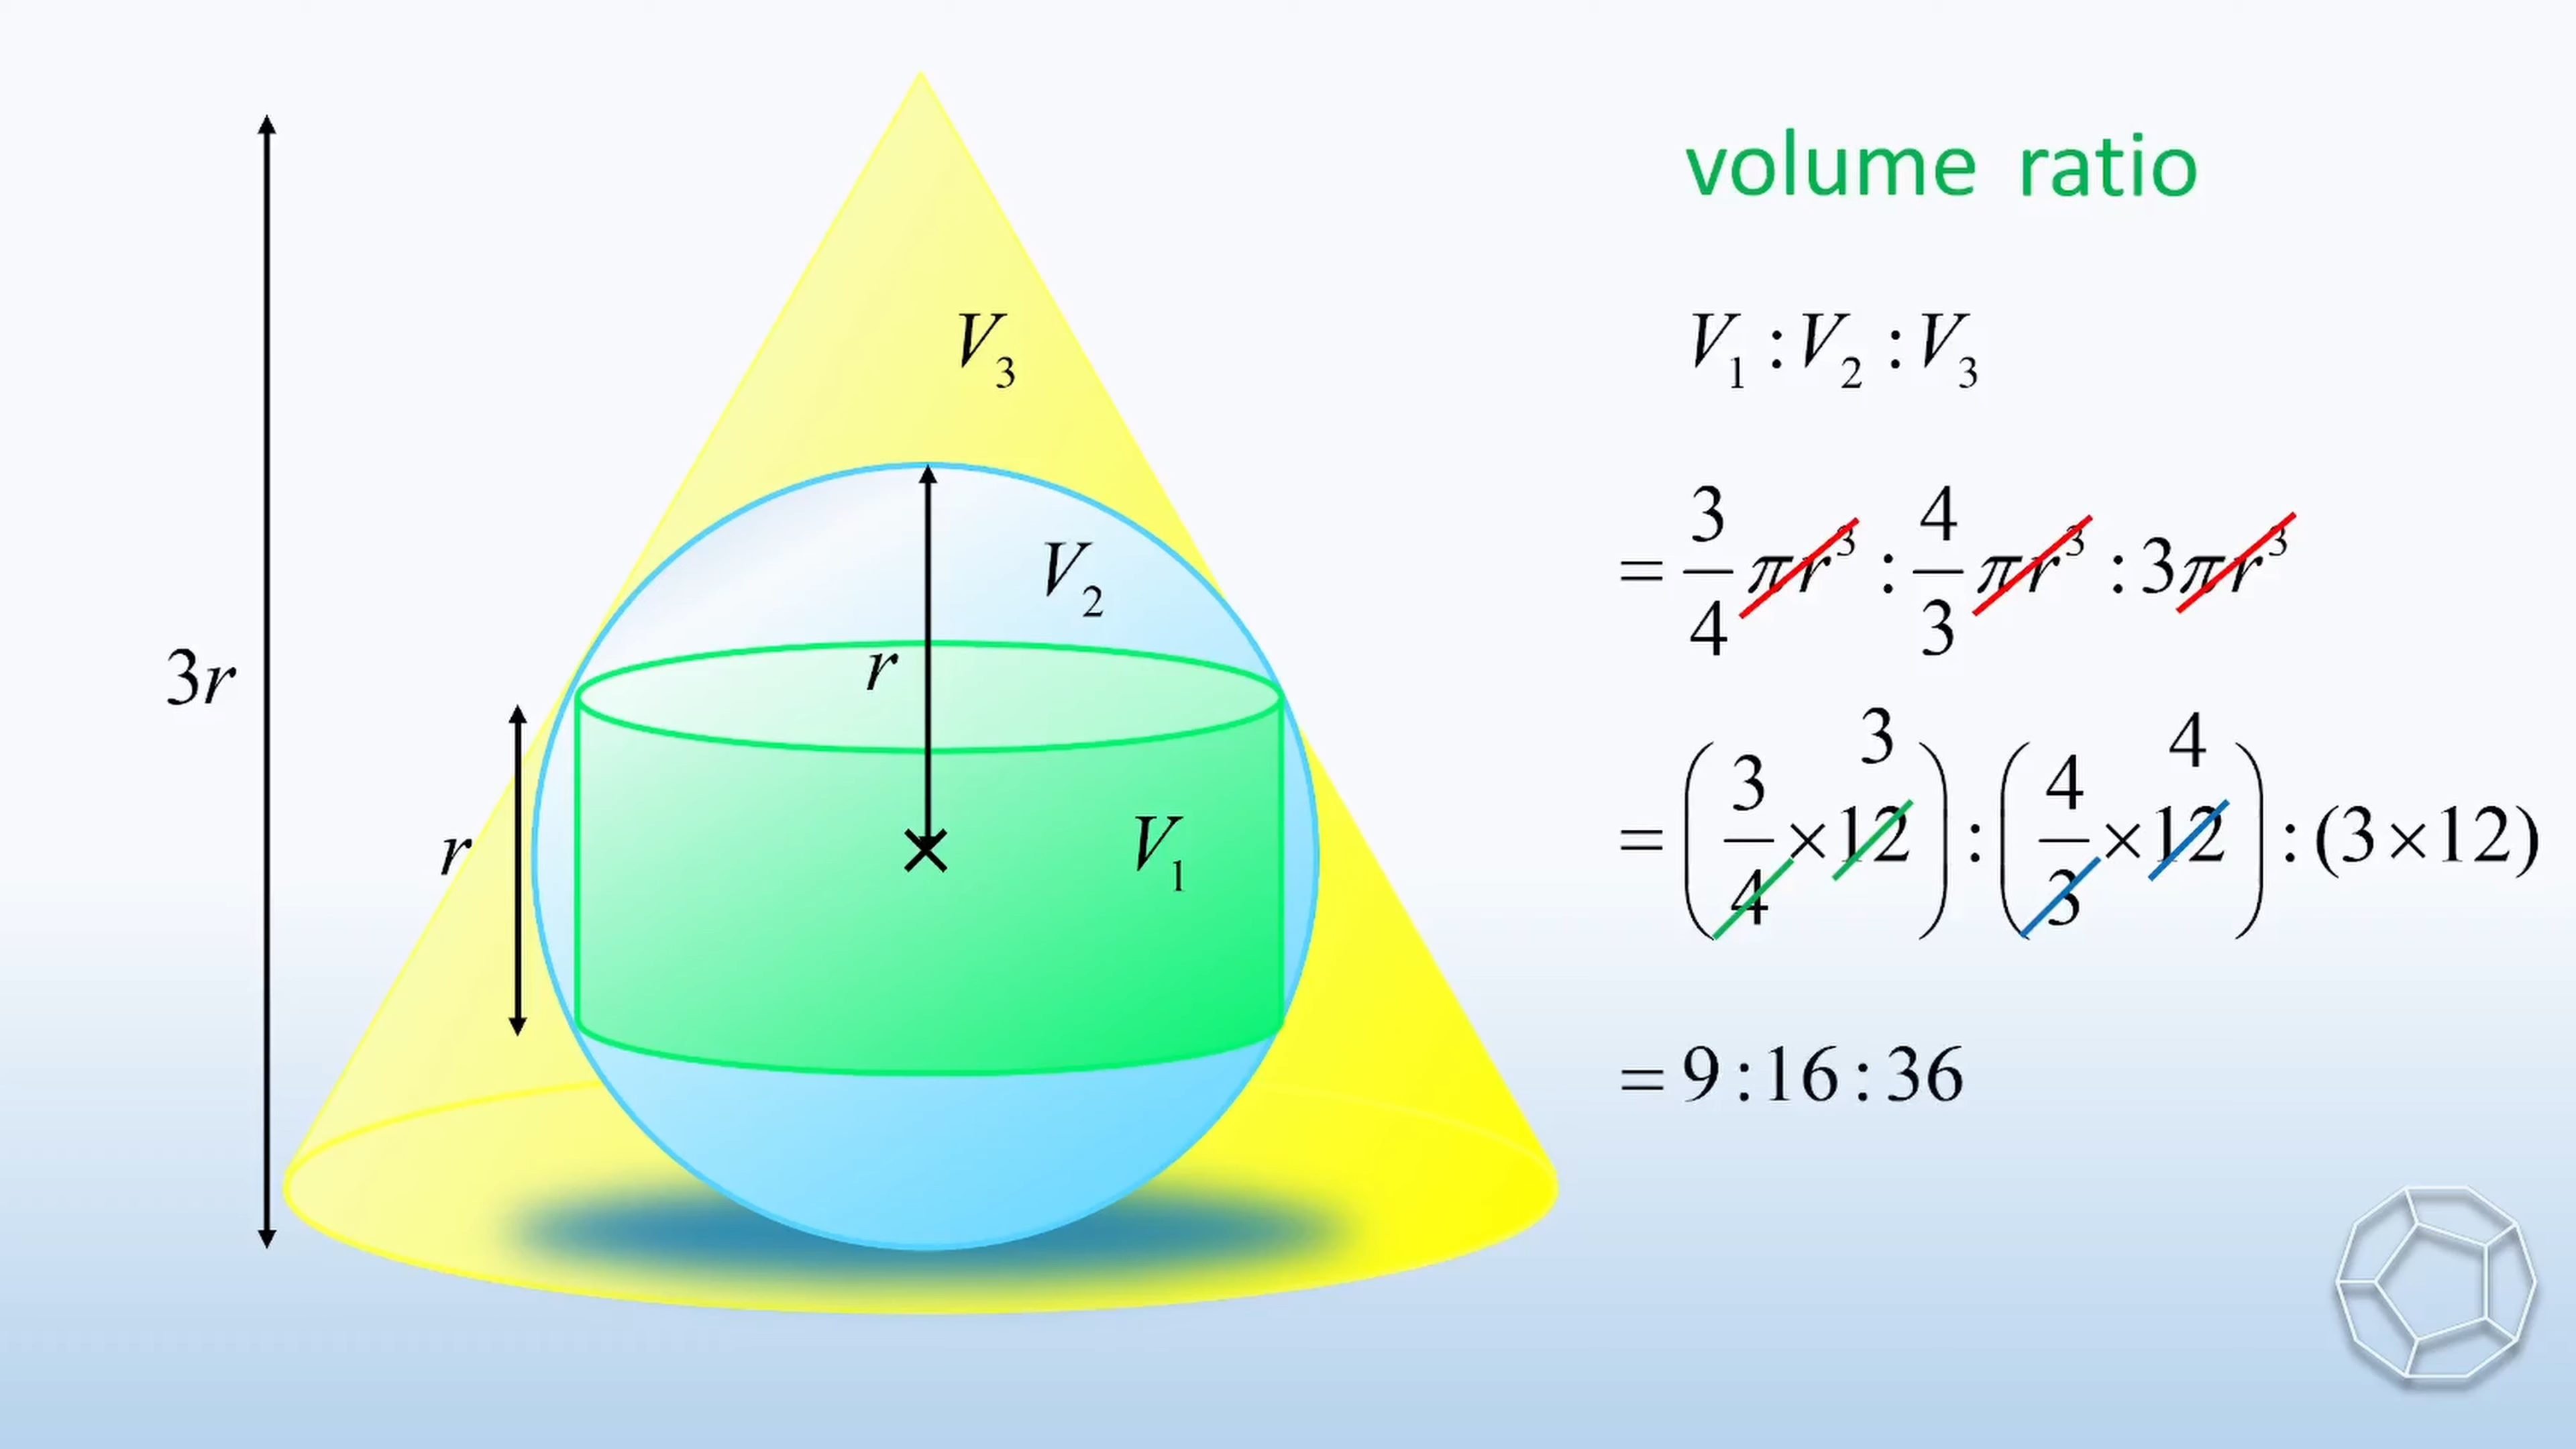 volume ratio
V₁ : V₂ : V₃
= 3/4 πr³ : 4/3 πr³ : 3πr³
= (3/4 × 12 3) : (4/3 × 12 4) : (3 × 12)
= 9 : 16 : 36
V₃
V₂
r
3r
r
V₁